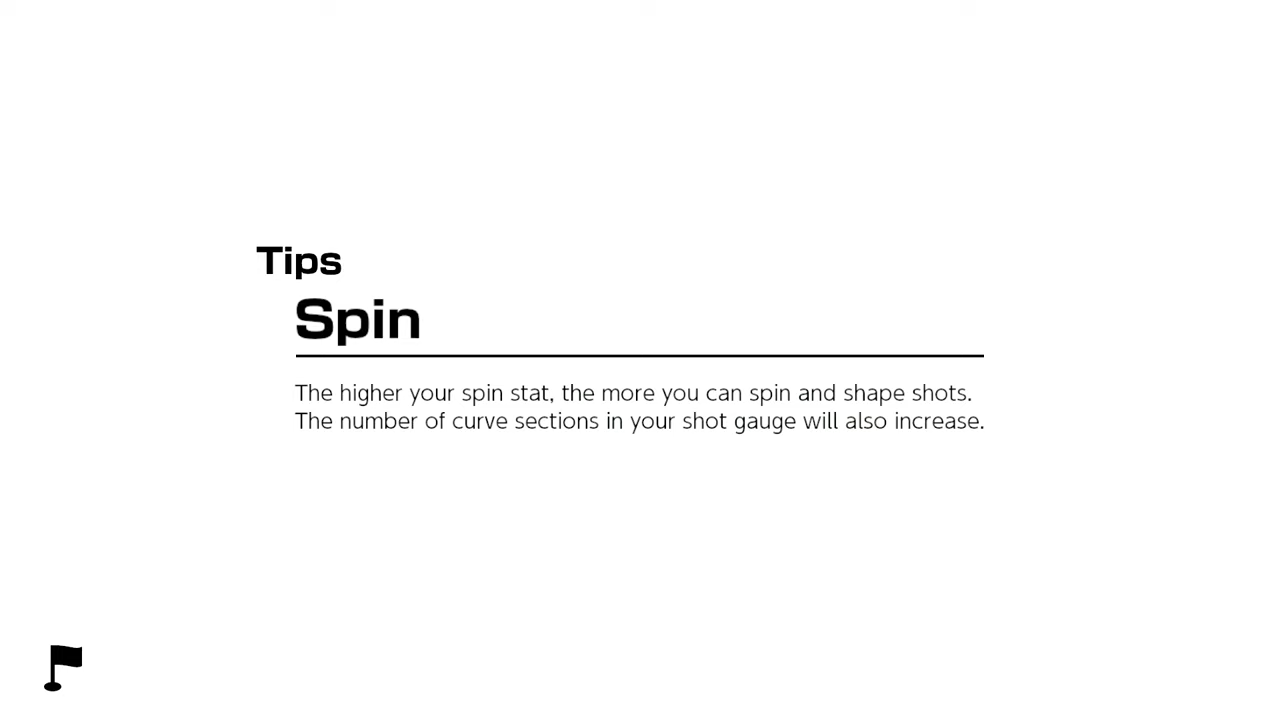 Tips
Spin
The higher your spin stat, the more you can spin and shape shots.
The number of curve sections in your shot gauge will also increase.